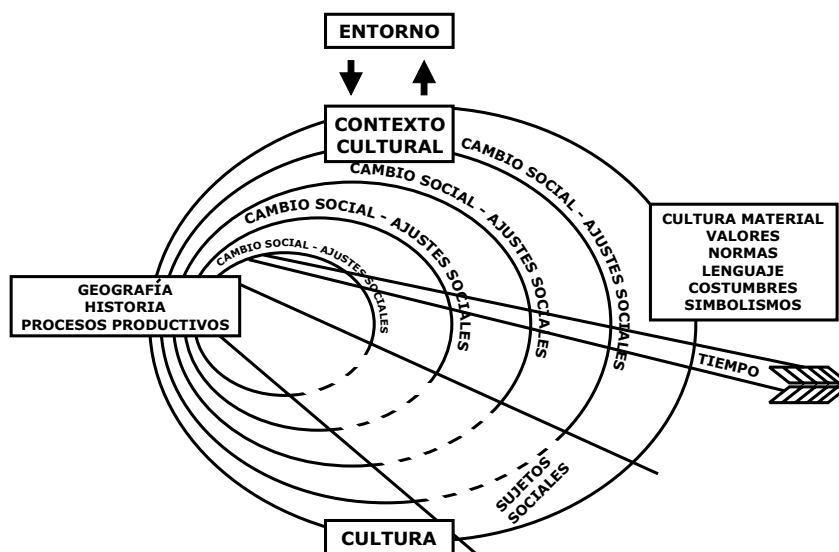 ENTORNO
CONTEXTO
CULTURAL
CAMBIO SOCIAL - AJUSTES SOCIALES
CAMBIO SOCIAL - AJUSTES SOCIALES
CAMBIO SOCIAL - AJUSTES SOCIALES
CAMBIO SOCIAL - AJUSTES SOCIALES
CULTURA MATERIAL
VALORES
NORMAS
LENGUAJE
COSTUMBRES
SIMBOLISMOS
GEOGRAFÍA
HISTORIA
PROCESOS PRODUCTIVOS
TIEMPO
SUJETOS
SOCIALES
CULTURA